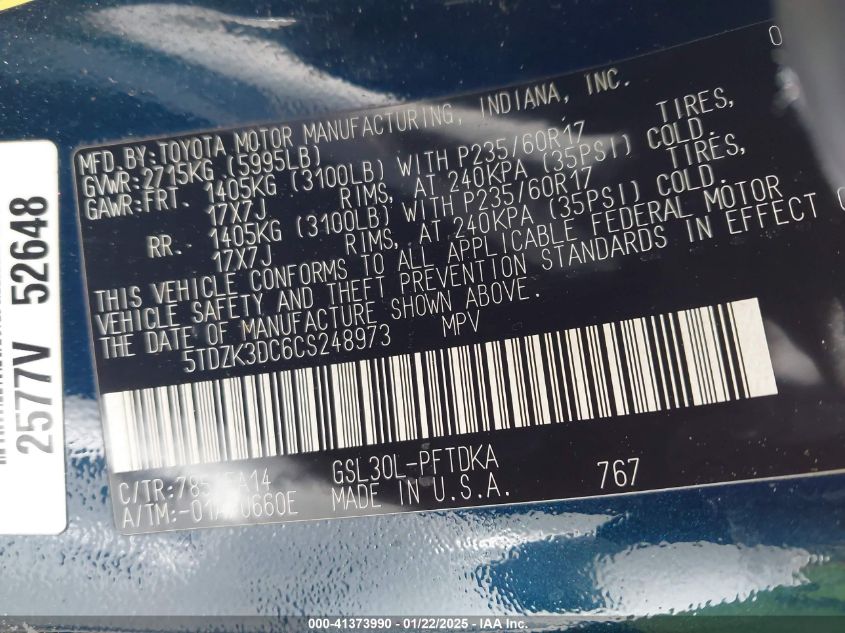 O
MFD.BY:TOYOTA MOTOR MANUFACTURING, INDIANA, INC.
GVWR:2715KG (5995LB)
GAWR:FRT. 1405KG (3100LB) WITH P235/60R17 TIRES,
17X7J RIMS, AT 240KPA (35PSI) COLD.
RR. 1405KG (3100LB) WITH P235/60R17 TIRES,
17X7J RIMS, AT 240KPA (35PSI) COLD.
THIS VEHICLE CONFORMS TO ALL APPLICABLE FEDERAL MOTOR
VEHICLE SAFETY AND THEFT PREVENTION STANDARDS IN EFFECT O
THE DATE OF MANUFACTURE SHOWN ABOVE.
5TDZK3DC6CS248973 MPV
C/TR: GSL30L-PFTDKA
A/TM: MADE IN U.S.A. 767
2577V 52648
000-41373990 - 01/22/2025 - IAA Inc.